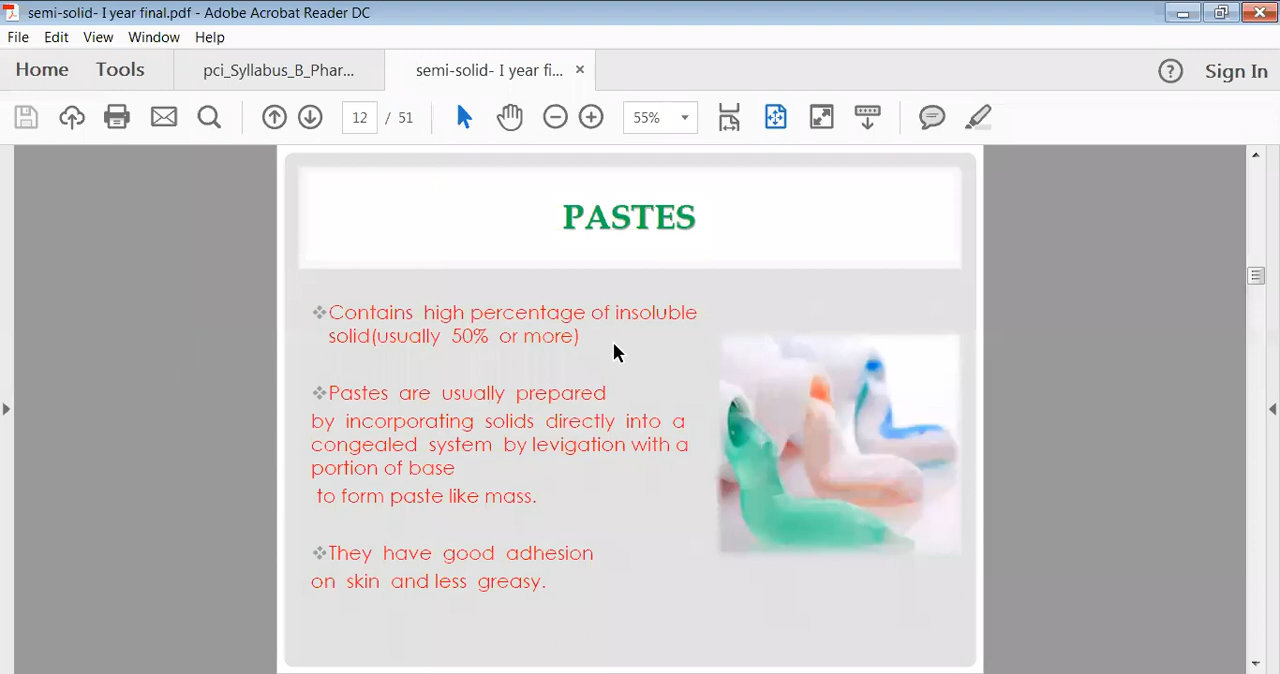 semi-solid- I year final.pdf - Adobe Acrobat Reader DC
File Edit View Window Help
Home Tools pci_Syllabus_B_Phar... semi-solid- I year fi... × Sign In
12 / 51 55%
PASTES
Contains high percentage of insoluble
solid(usually 50% or more)
Pastes are usually prepared
by incorporating solids directly into a
congealed system by levigation with a
portion of base
to form paste like mass.
They have good adhesion
on skin and less greasy.